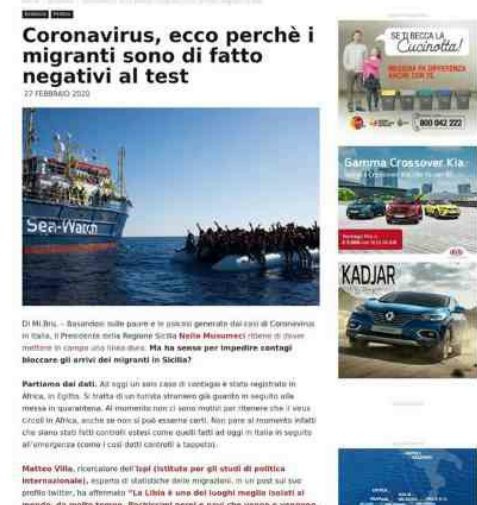 Coronavirus, ecco perchè i
migranti sono di fatto
negativi al test
27 FEBBRAIO 2020
Sea-Watch
Di Mi.Bru. – Basandosi sulle paure e le psicosi generate dai casi di Coronavirus
in Italia, il Presidente della Regione Sicilia Nello Musumeci ritiene di dover
mettere in campo una linea dura. Ma ha senso per impedire contagi
bloccare gli arrivi dei migranti in Sicilia?
Partiamo dai dati. Ad oggi un solo caso di contagio è stato registrato in
Africa, in Egitto. Si tratta di un turista straniero già guarito in seguito alla
messa in quarantena. Al momento non ci sono motivi per ritenere che il virus
circoli in Africa, anche se non si può esserne certi. Non pare al momento infatti
che siano stati fatti controlli estesi come quelli fatti ad oggi in Italia in seguito
all'emergenza (come i così detti controlli a tappeto).
Matteo Villa, ricercatore dell'Ispi (Istituto per gli studi di politica
internazionale), esperto di statistiche delle migrazioni, in un post sul suo
profilo twitter, ha affermato "La Libia è uno dei luoghi meglio isolati al
SE TI BECCA LA
Cucinotta!
MESSINA FA DIFFERENZA
ANCHE CON TE.
800 042 222
Gamma Crossover Kia.
KADJAR